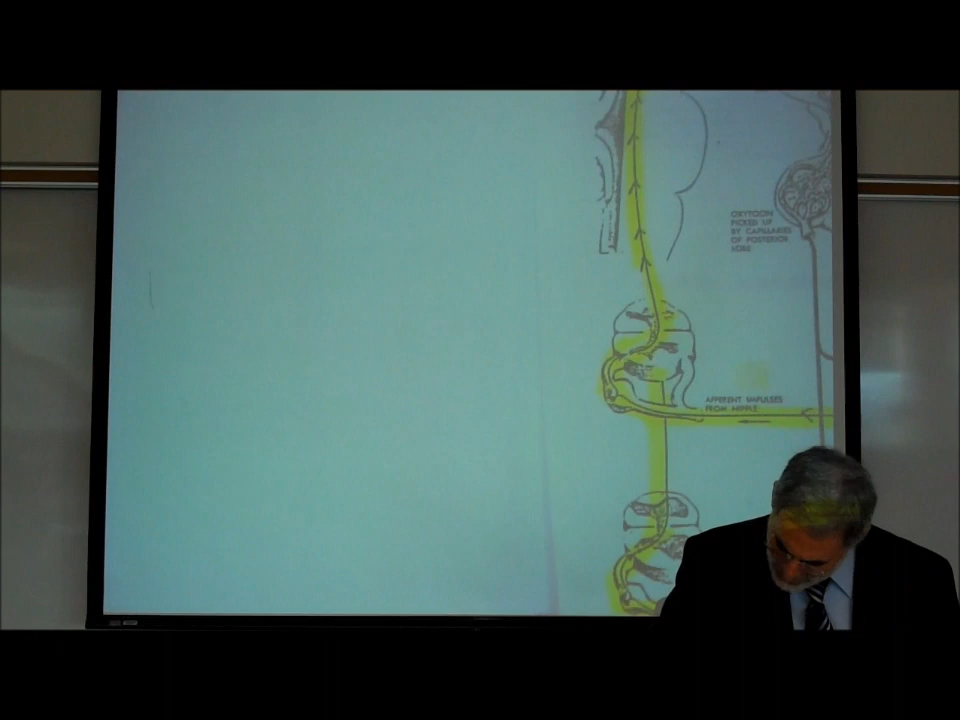 OXYTOCIN
PICKED UP
BY CAPILLARIES
OF POSTERIOR
LOBE
AFFERENT IMPULSES
FROM NIPPLE